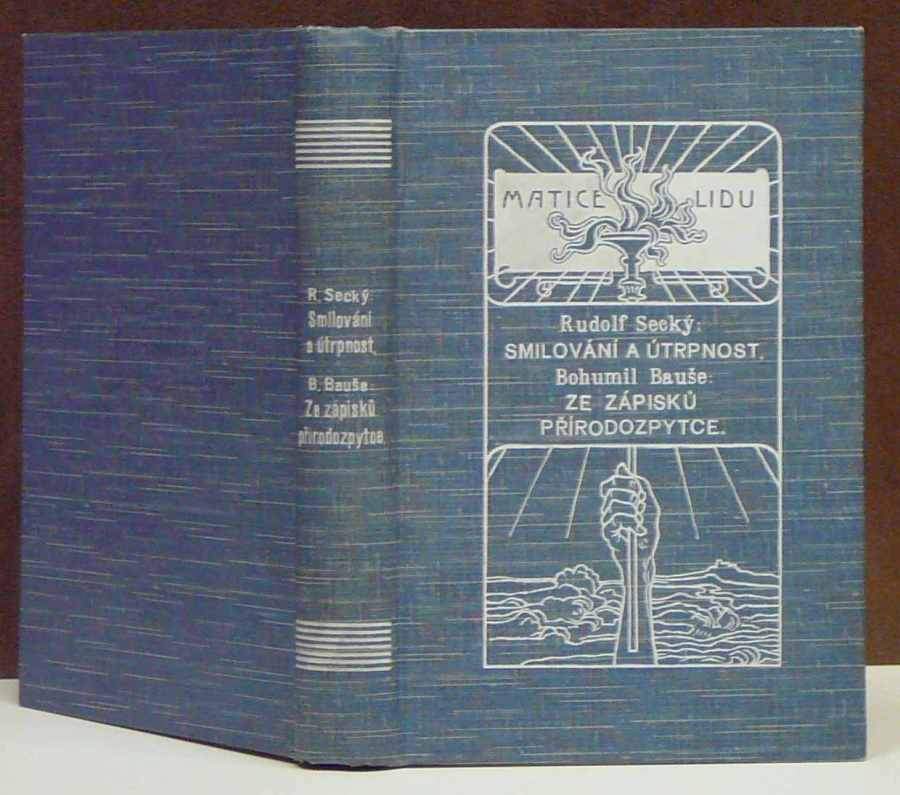 R. Secký:
Smilování
a útrpnost.
B. Bauše:
Ze zápisků
přírodozpytce.
MATICE LIDU
Rudolf Secký:
SMILOVÁNÍ A ÚTRPNOST.
Bohumil Bauše:
ZE ZÁPISKŮ
PŘÍRODOZPYTCE.